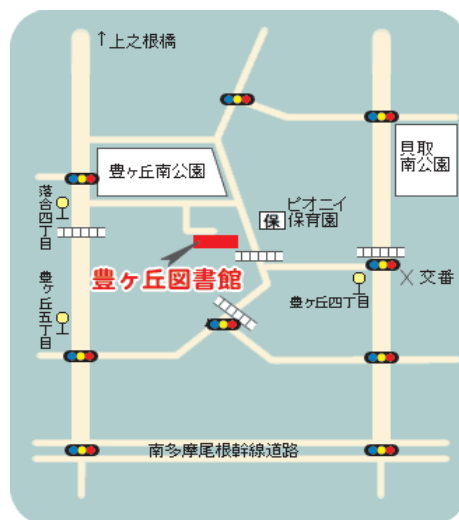 ↑上之根橋
豊ヶ丘南公園
貝取
南公園
落合四丁目
ピオニイ
保
保育園
豊ヶ丘図書館
交番
豊ヶ丘四丁目
豊ヶ丘五丁目
南多摩尾根幹線道路